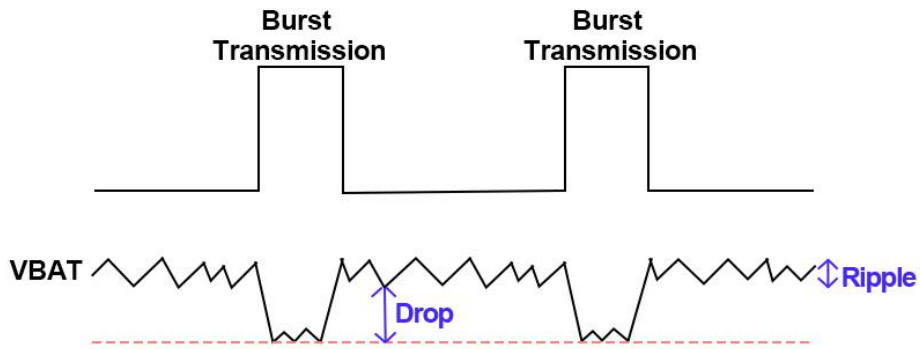 Burst
Transmission
Burst
Transmission
VBAT
Ripple
Drop